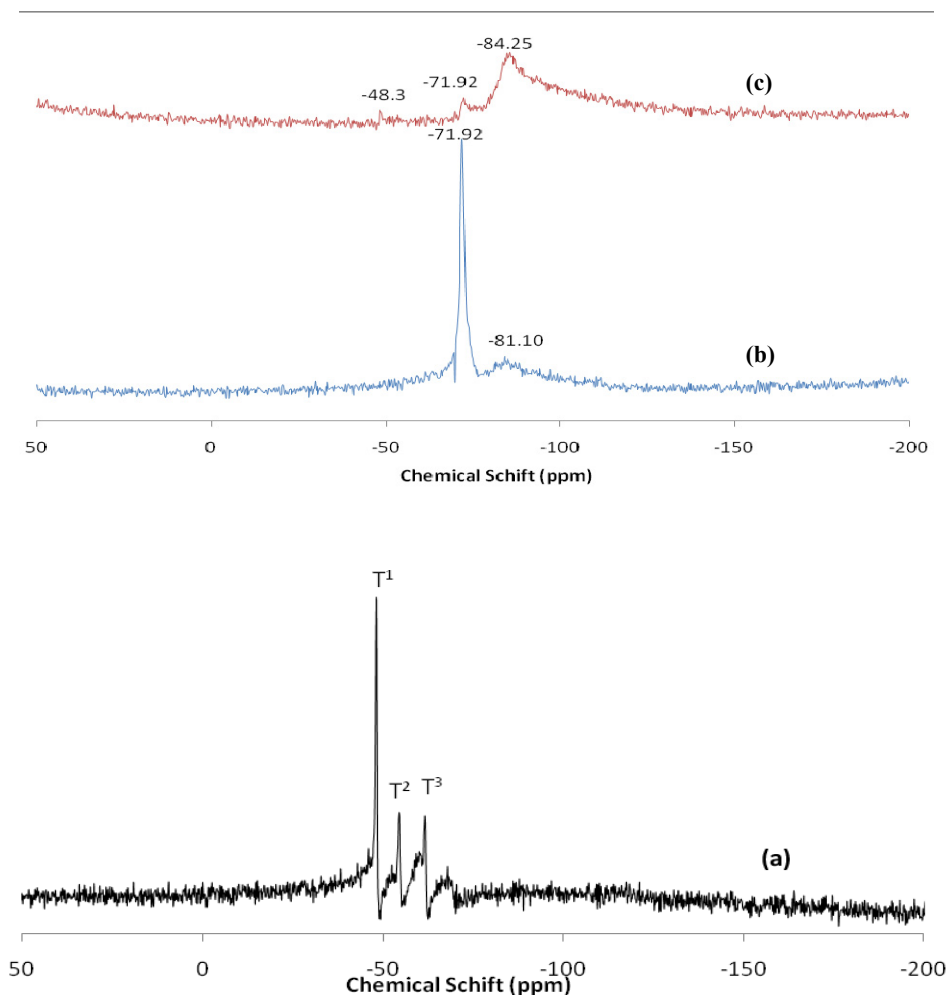 -84.25
-71.92
-48.3
(c)
-71.92
-81.10
(b)
50 0 -50 -100 -150 -200
Chemical Schift (ppm)
T¹
T² T³
(a)
50 0 -50 -100 -150 -200
Chemical Schift (ppm)